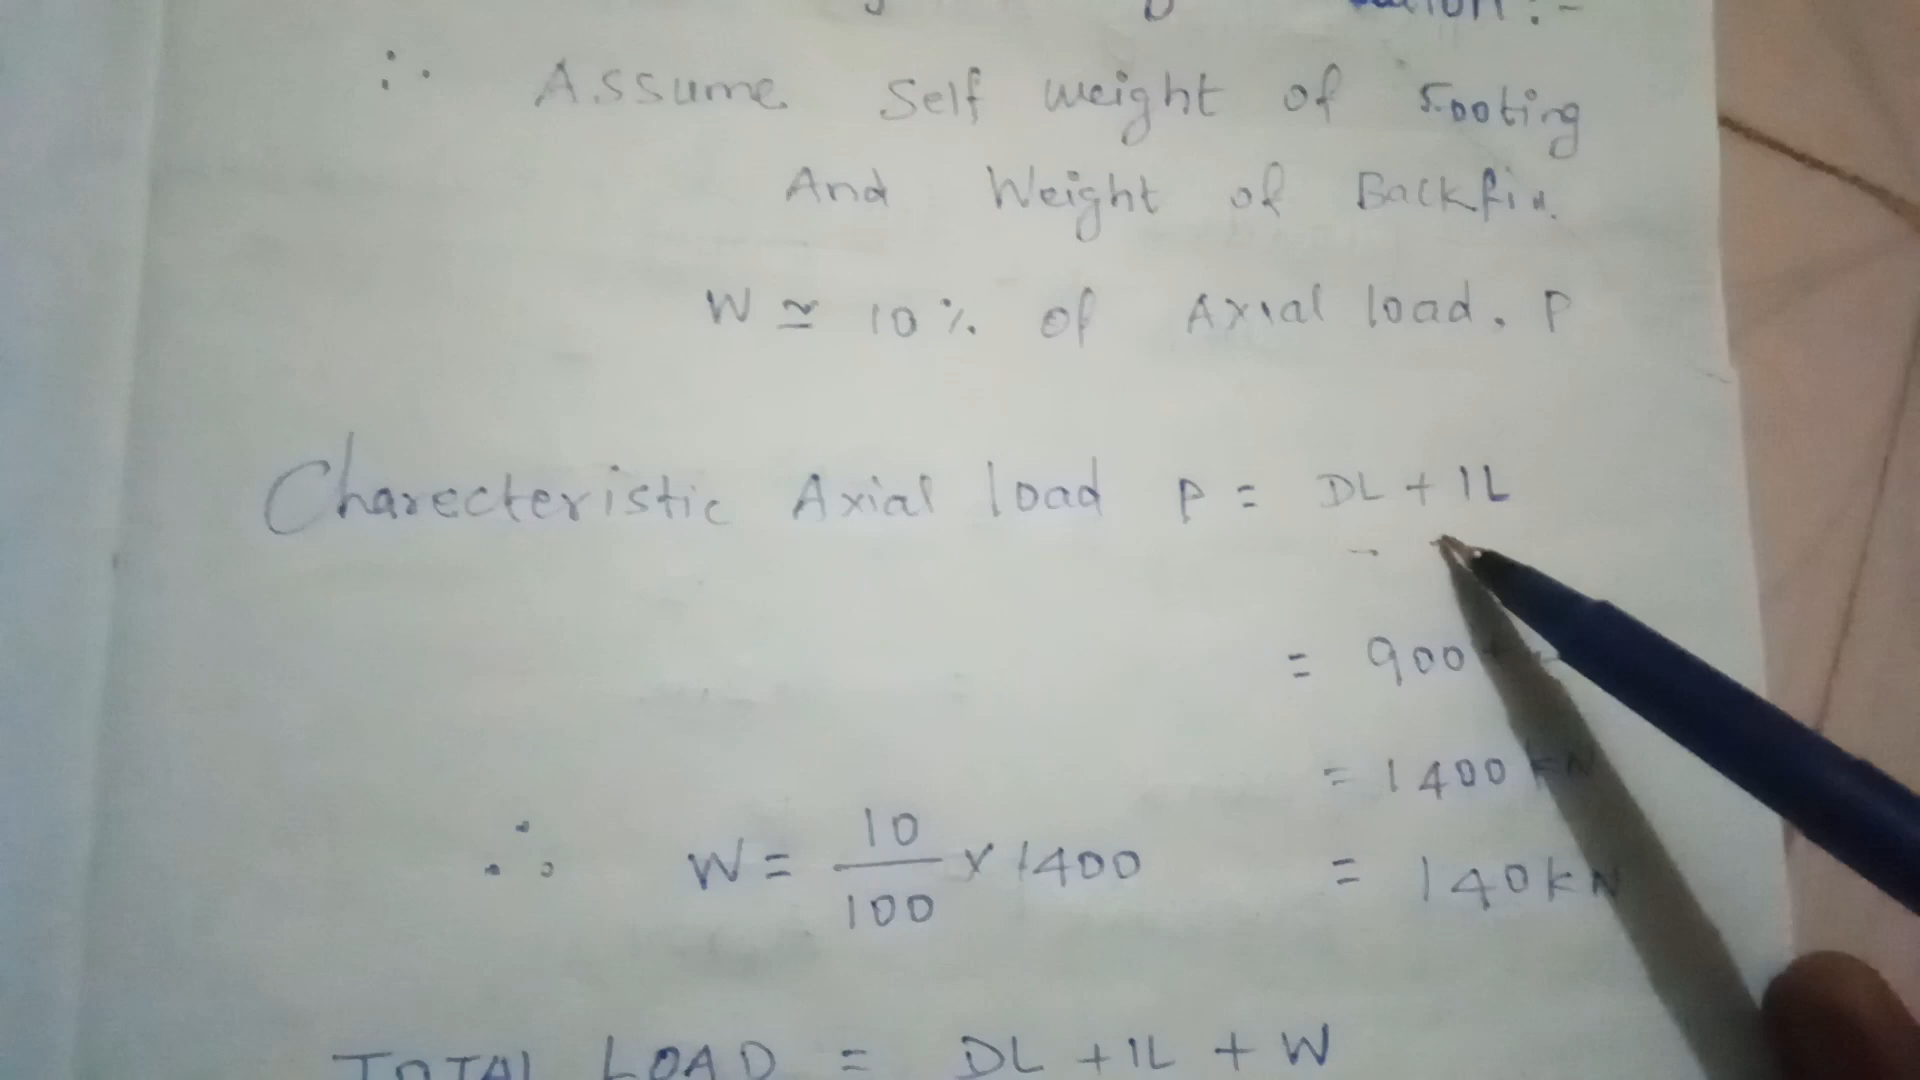 ∴ Assume Self weight of Footing
And Weight of Backfill.
W ≃ 10% of Axial load, P
Charecteristic Axial load P = DL + IL
= 900
= 1400 kN
∴ W = 10/100 x 1400 = 140kN
TOTAL LOAD = DL + IL + W